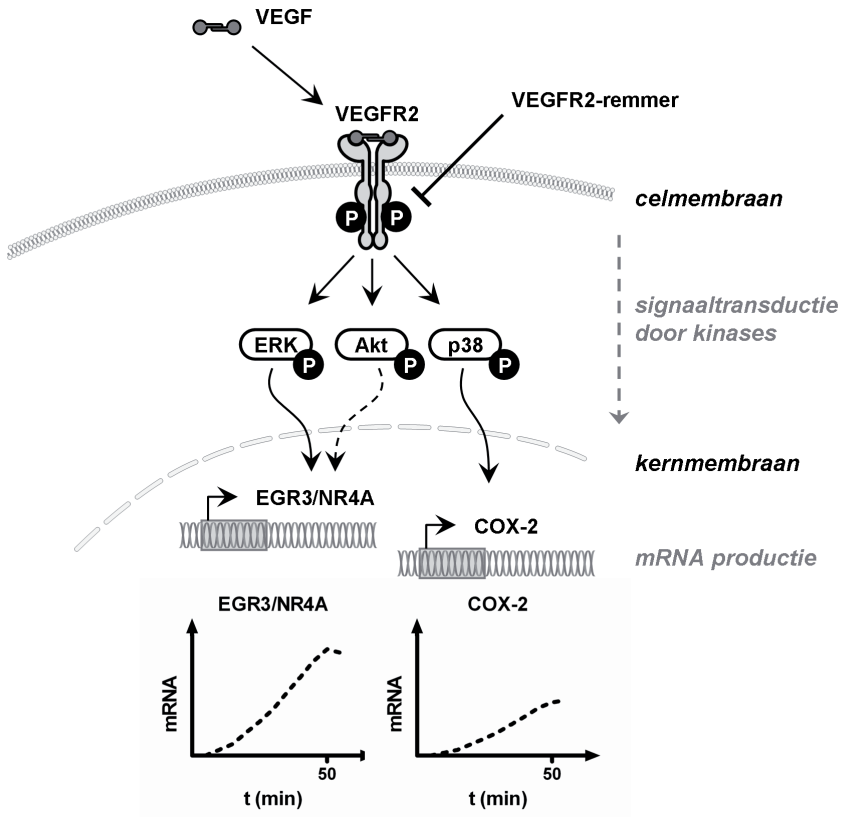 VEGF
VEGFR2
VEGFR2-remmer
P P
celmembraan
signaaltransductie
door kinases
ERK Akt p38
P P P
kernmembraan
EGR3/NR4A
COX-2
mRNA productie
EGR3/NR4A
mRNA
50
t (min)
COX-2
mRNA
50
t (min)